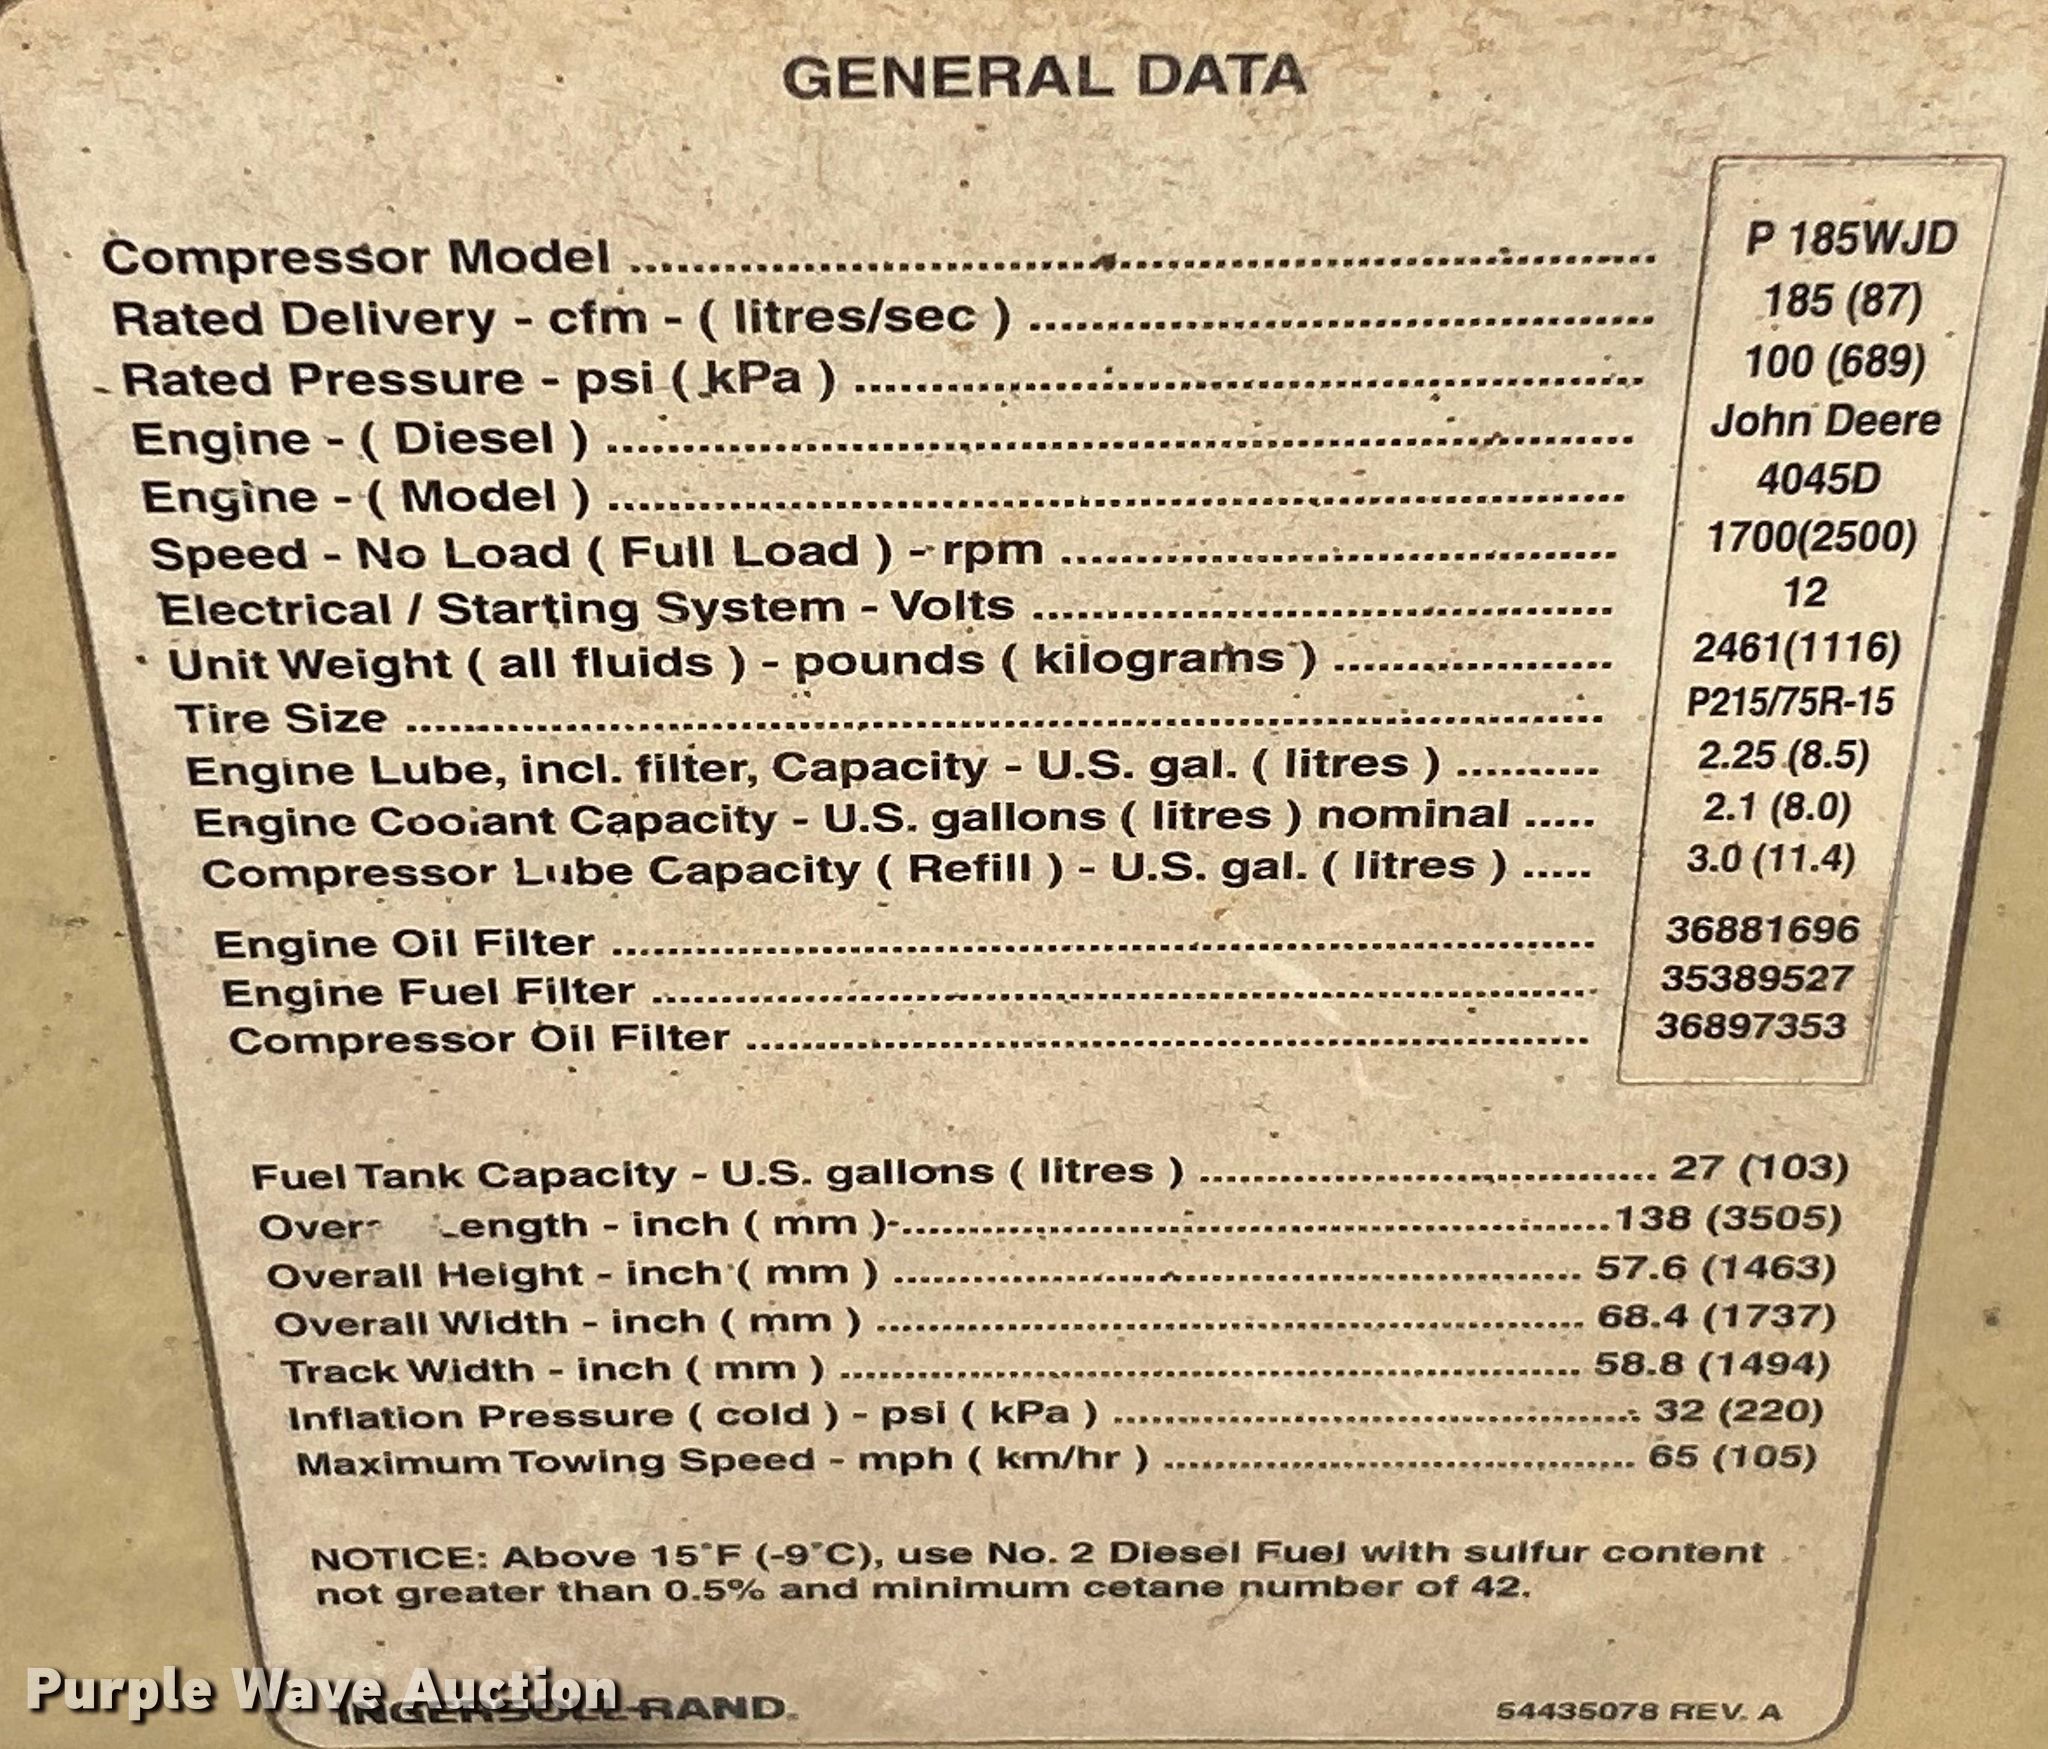 GENERAL DATA
Compressor Model ........ P 185WJD
Rated Delivery - cfm - ( litres/sec ) ........ 185 (87)
Rated Pressure - psi ( kPa ) ........ 100 (689)
Engine - ( Diesel ) ........ John Deere
Engine - ( Model ) ........ 4045D
Speed - No Load ( Full Load ) - rpm ........ 1700(2500)
Electrical / Starting System - Volts ........ 12
Unit Weight ( all fluids ) - pounds ( kilograms ) ........ 2461(1116)
Tire Size ........ P215/75R-15
Engine Lube, incl. filter, Capacity - U.S. gal. ( litres ) ........ 2.25 (8.5)
Engine Coolant Capacity - U.S. gallons ( litres ) nominal ..... 2.1 (8.0)
Compressor Lube Capacity ( Refill ) - U.S. gal. ( litres ) ..... 3.0 (11.4)
Engine Oil Filter ........ 36881696
Engine Fuel Filter ........ 35389527
Compressor Oil Filter ........ 36897353
Fuel Tank Capacity - U.S. gallons ( litres ) ........ 27 (103)
Over Length - inch ( mm ) ........ 138 (3505)
Overall Height - inch ( mm ) ........ 57.6 (1463)
Overall Width - inch ( mm ) ........ 68.4 (1737)
Track Width - inch ( mm ) ........ 58.8 (1494)
Inflation Pressure ( cold ) - psi ( kPa ) ........ 32 (220)
Maximum Towing Speed - mph ( km/hr ) ........ 65 (105)
NOTICE: Above 15°F (-9°C), use No. 2 Diesel Fuel with sulfur content
not greater than 0.5% and minimum cetane number of 42.
Purple Wave Auction
INGERSOLL-RAND.
54435078 REV. A